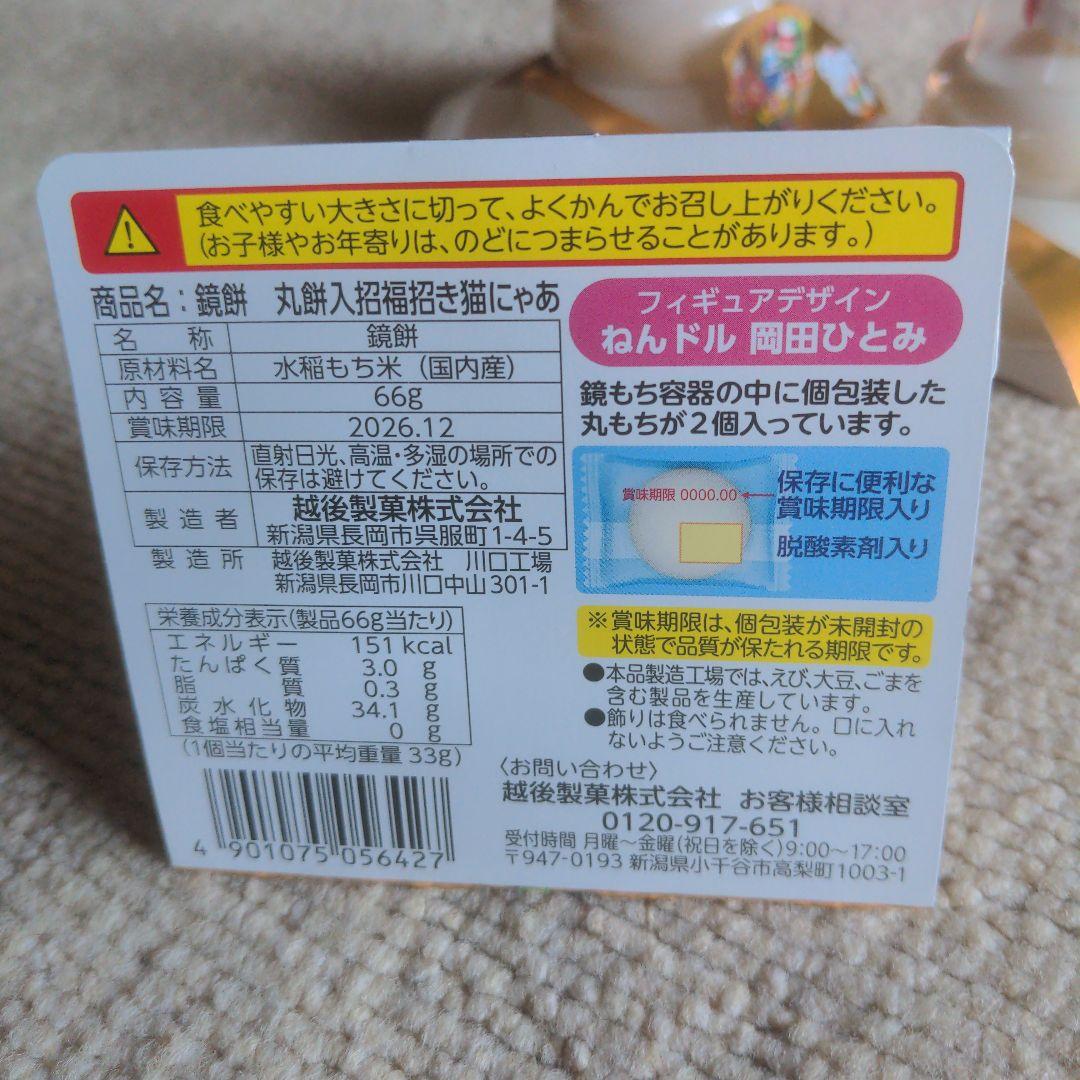 食べやすい大きさに切って、よくかんでお召し上がりください。
(お子様やお年寄りは、のどにつまらせることがあります。)
商品名：鏡餅　丸餅入招福招き猫にゃあ
名称　鏡餅
原材料名　水稲もち米（国内産）
内容量　66g
賞味期限　2026.12
保存方法　直射日光、高温・多湿の場所での
保存は避けてください。
製造者　越後製菓株式会社
新潟県長岡市呉服町1-4-5
製造所　越後製菓株式会社　川口工場
新潟県長岡市川口中山301-1
栄養成分表示(製品66g当たり)
エネルギー　151 kcal
たんぱく質　3.0 g
脂質　0.3 g
炭水化物　34.1 g
食塩相当量　0 g
(1個当たりの平均重量 33g)
4 901075 056427
フィギュアデザイン
ねんドル 岡田ひとみ
鏡もち容器の中に個包装した
丸もちが2個入っています。
賞味期限 0000.00
保存に便利な
賞味期限入り
脱酸素剤入り
※賞味期限は、個包装が未開封の
状態で品質が保たれる期限です。
●本品製造工場では、えび、大豆、ごまを
含む製品を生産しています。
●飾りは食べられません。口に入れ
ないようご注意ください。
〈お問い合わせ〉
越後製菓株式会社　お客様相談室
0120-917-651
受付時間 月曜～金曜(祝日を除く)9:00～17:00
〒947-0193 新潟県小千谷市高梨町1003-1